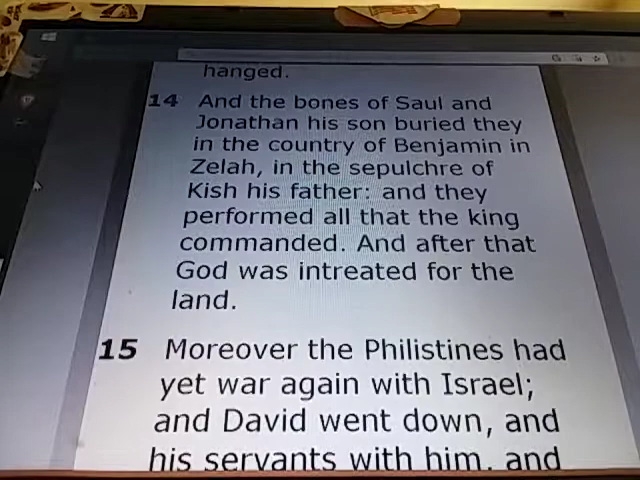 hanged.
14 And the bones of Saul and
Jonathan his son buried they
in the country of Benjamin in
Zelah, in the sepulchre of
Kish his father: and they
performed all that the king
commanded. And after that
God was intreated for the
land.
15 Moreover the Philistines had
yet war again with Israel;
and David went down, and
his servants with him, and